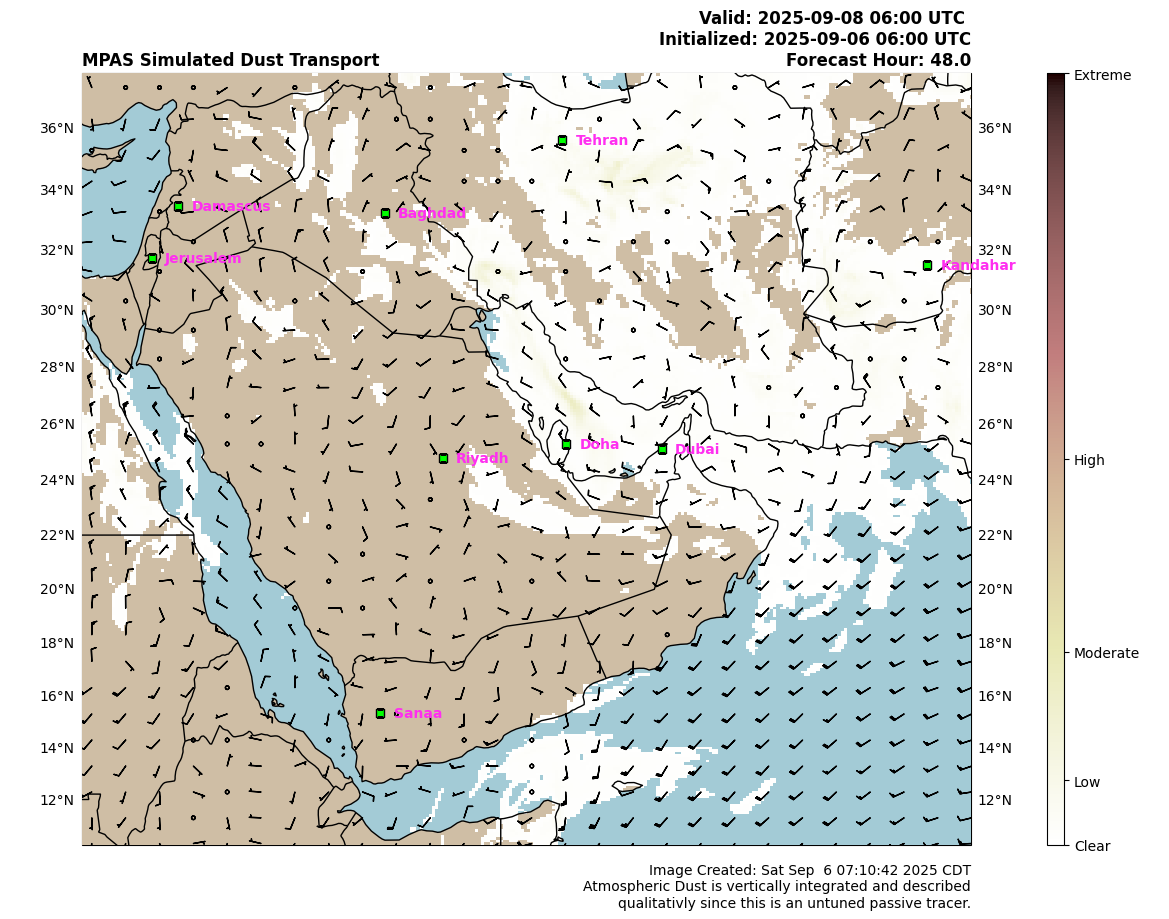 Valid: 2025-09-08 06:00 UTC
Initialized: 2025-09-06 06:00 UTC
MPAS Simulated Dust Transport
Forecast Hour: 48.0
Extreme
High
Moderate
Low
Clear
36°N
34°N
32°N
30°N
28°N
26°N
24°N
22°N
20°N
18°N
16°N
14°N
12°N
36°N
34°N
32°N
30°N
28°N
26°N
24°N
22°N
20°N
18°N
16°N
14°N
12°N
Tehran
Damascus
Baghdad
Jerusalem
Kandahar
Doha
Dubai
Riyadh
Sanaa
Image Created: Sat Sep  6 07:10:42 2025 CDT
Atmospheric Dust is vertically integrated and described
qualitativly since this is an untuned passive tracer.